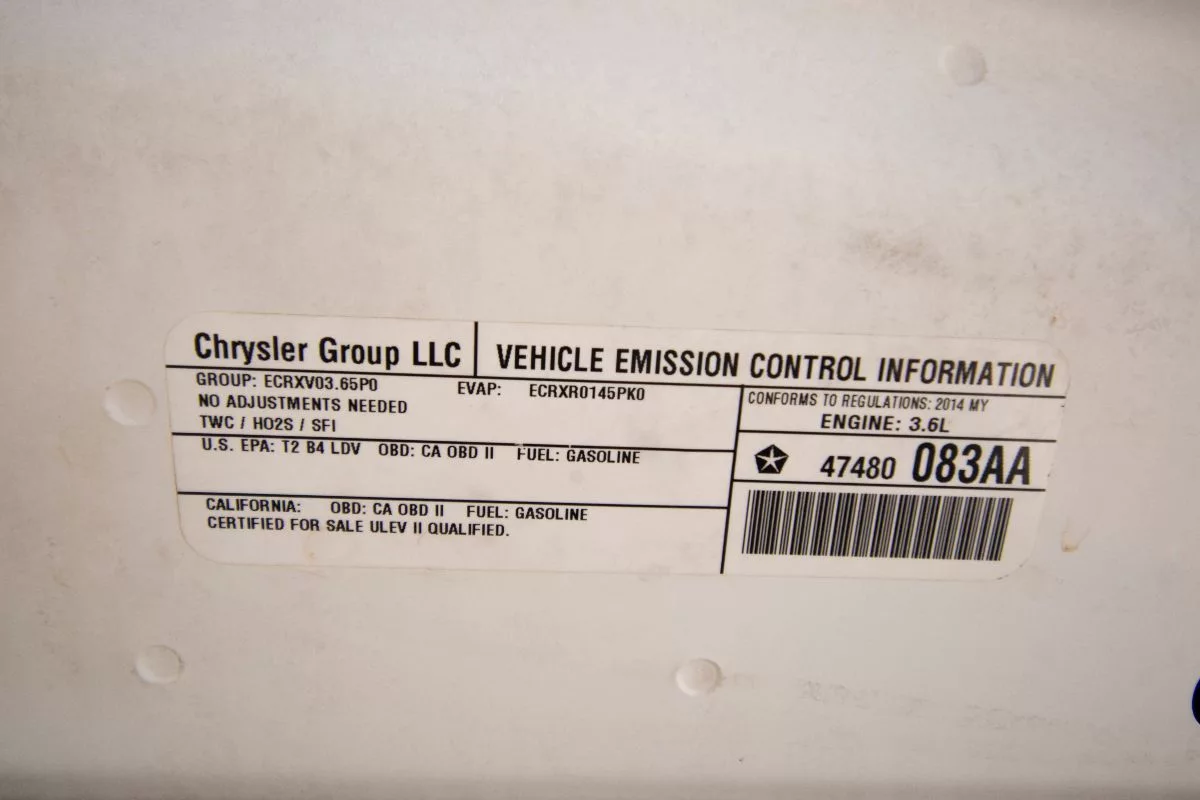 Chrysler Group LLC
VEHICLE EMISSION CONTROL INFORMATION
GROUP: ECRXV03.65P0 EVAP: ECRXR0145PK0
NO ADJUSTMENTS NEEDED
TWC / HO2S / SFI
CONFORMS TO REGULATIONS: 2014 MY
ENGINE: 3.6L
U.S. EPA: T2 B4 LDV OBD: CA OBD II FUEL: GASOLINE
47480 083AA
CALIFORNIA: OBD: CA OBD II FUEL: GASOLINE
CERTIFIED FOR SALE ULEV II QUALIFIED.